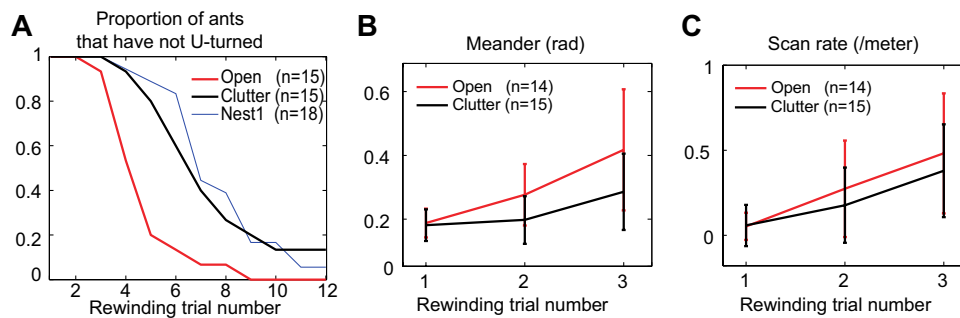 A
Proportion of ants
that have not U-turned
1
0.8
0.6
0.4
0.2
0
Open (n=15)
Clutter (n=15)
Nest1 (n=18)
2 4 6 8 10 12
Rewinding trial number
B
Meander (rad)
0.6
0.4
0.2
0
Open (n=14)
Clutter (n=15)
1 2 3
Rewinding trial number
C
Scan rate (/meter)
1
0.5
0
Open (n=14)
Clutter (n=15)
1 2 3
Rewinding trial number